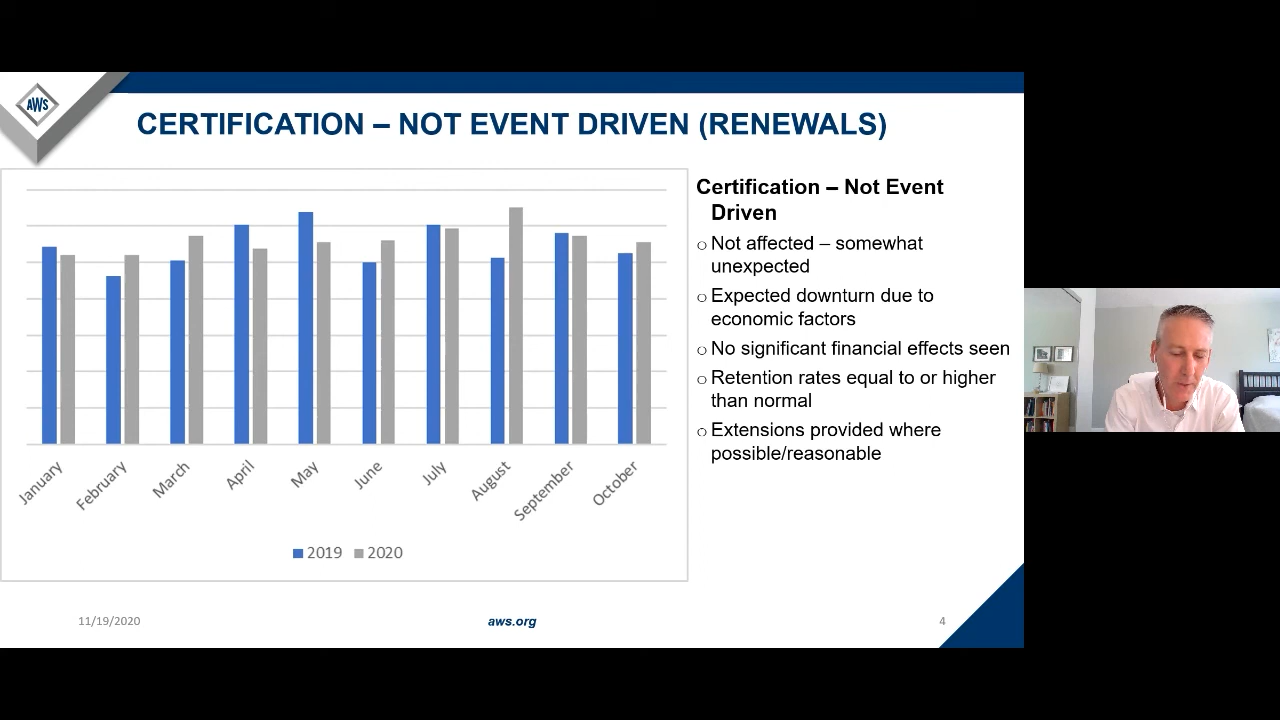 AWS
CERTIFICATION – NOT EVENT DRIVEN (RENEWALS)
Certification – Not Event
Driven
○ Not affected – somewhat
unexpected
○ Expected downturn due to
economic factors
○ No significant financial effects seen
○ Retention rates equal to or higher
than normal
○ Extensions provided where
possible/reasonable
January
February
March
April
May
June
July
August
September
October
2019 2020
11/19/2020
aws.org
4